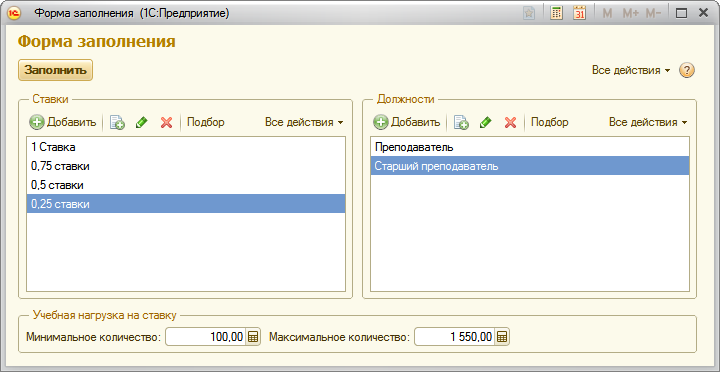 Форма заполнения (1С:Предприятие)
M M+ M-
Форма заполнения
Заполнить
Все действия
Ставки
Добавить Подбор Все действия
1 Ставка
0,75 ставки
0,5 ставки
0,25 ставки
Должности
Добавить Подбор Все действия
Преподаватель
Старший преподаватель
Учебная нагрузка на ставку
Минимальное количество: 100,00 Максимальное количество: 1 550,00